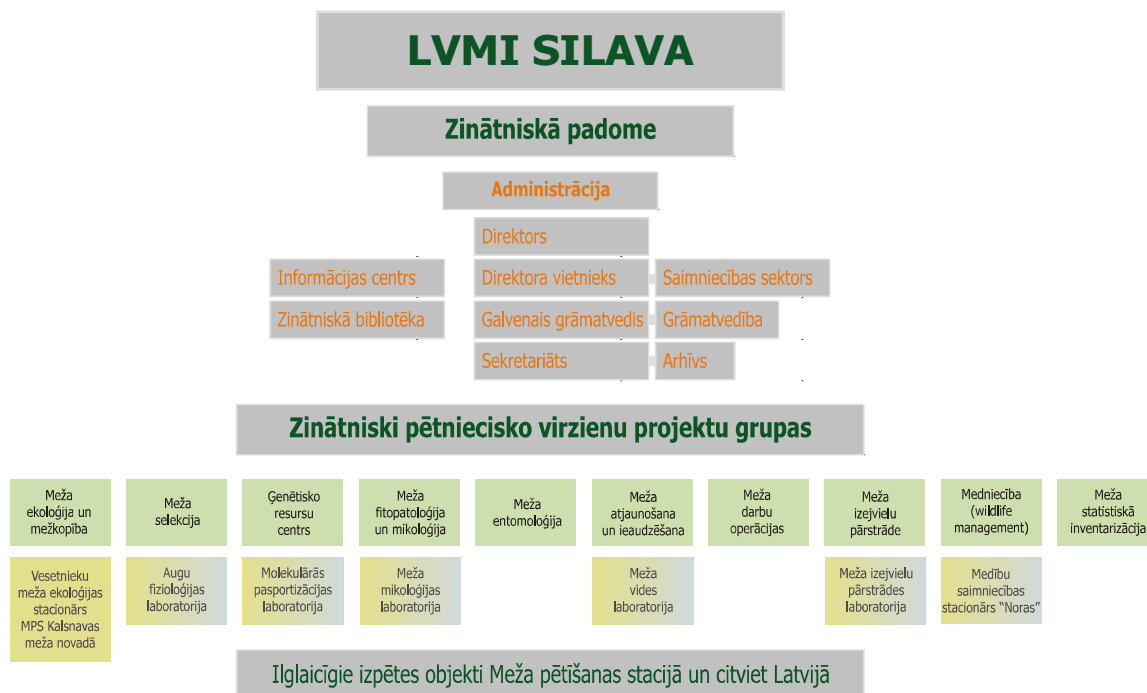 LVMI SILAVA
Zinātniskā padome
Administrācija
Direktors
Informācijas centrs
Direktora vietnieks
Saimniecības sektors
Zinātniskā bibliotēka
Galvenais grāmatvedis
Grāmatvedība
Sekretariāts
Arhīvs
Zinātniski pētniecisko virzienu projektu grupas
Meža
ekoloģija un
mežkopība
Meža
selekcija
Ģenētisko
resursu
centrs
Meža
fitopatoloģija
un mikoloģija
Meža
entomoloģija
Meža
atjaunošana
un ieaudzēšana
Meža
darbu
operācijas
Meža
izejvielu
pārstrāde
Medniecība
(wildlife
management)
Meža
statistiskā
inventarizācija
Vesetnieku
meža ekoloģijas
stacionārs
MPS Kalsnavas
meža novadā
Augu
fizioloģijas
laboratorija
Molekulārās
pasportizācijas
laboratorija
Meža
mikoloģijas
laboratorija
Meža
vides
laboratorija
Meža izejvielu
pārstrādes
laboratorija
Medību
saimniecības
stacionārs “Noras”
Ilglaicīgie izpētes objekti Meža pētīšanas stacijā un citviet Latvijā